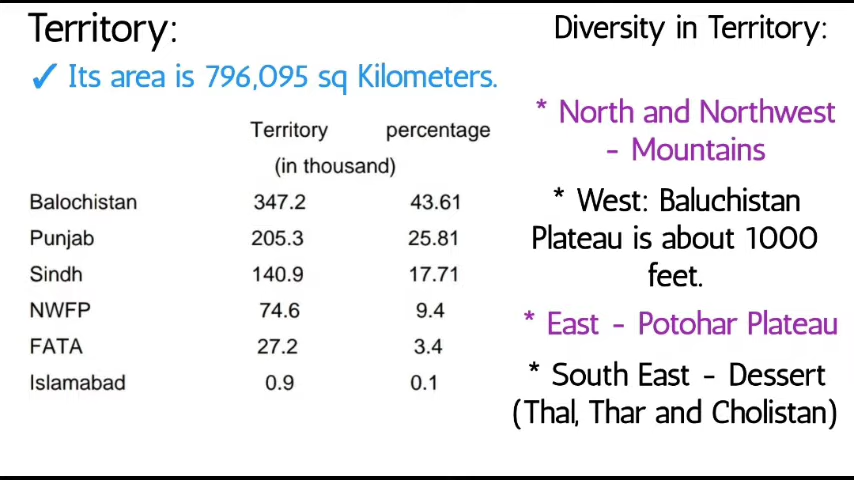 Territory:
✓ Its area is 796,095 sq Kilometers.
Territory percentage
(in thousand)
Balochistan 347.2 43.61
Punjab 205.3 25.81
Sindh 140.9 17.71
NWFP 74.6 9.4
FATA 27.2 3.4
Islamabad 0.9 0.1
Diversity in Territory:
* North and Northwest
- Mountains
* West: Baluchistan
Plateau is about 1000
feet.
* East - Potohar Plateau
* South East - Dessert
(Thal, Thar and Cholistan)